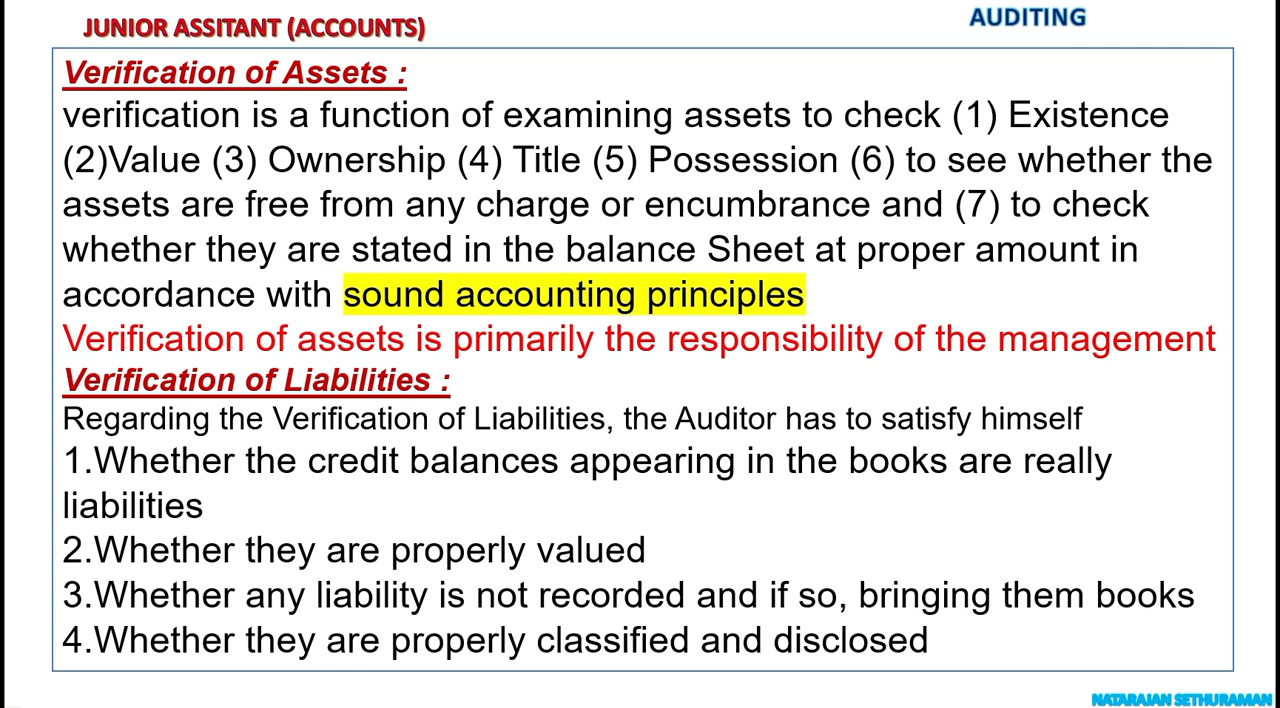 JUNIOR ASSITANT (ACCOUNTS)
AUDITING
Verification of Assets :
verification is a function of examining assets to check (1) Existence
(2)Value (3) Ownership (4) Title (5) Possession (6) to see whether the
assets are free from any charge or encumbrance and (7) to check
whether they are stated in the balance Sheet at proper amount in
accordance with sound accounting principles
Verification of assets is primarily the responsibility of the management
Verification of Liabilities :
Regarding the Verification of Liabilities, the Auditor has to satisfy himself
1.Whether the credit balances appearing in the books are really
liabilities
2.Whether they are properly valued
3.Whether any liability is not recorded and if so, bringing them books
4.Whether they are properly classified and disclosed
NATARAJAN SETHURAMAN